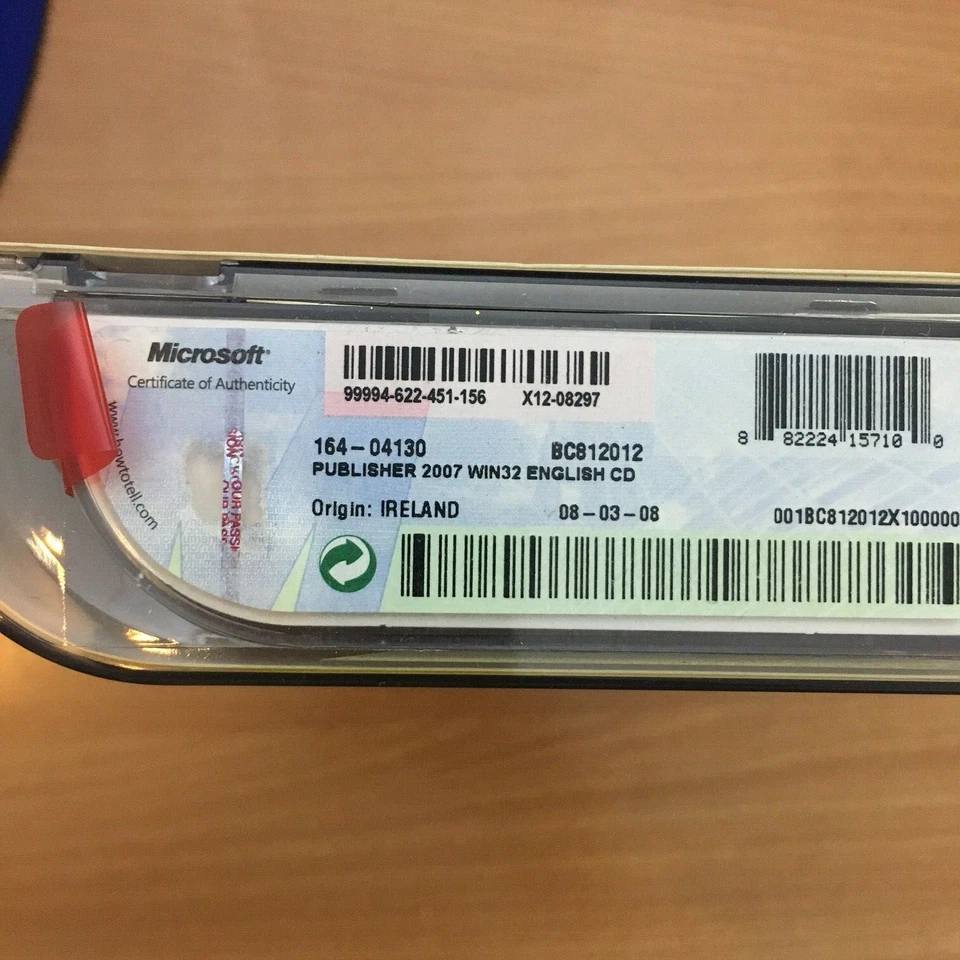 Microsoft®
Certificate of Authenticity
www.howtotell.com
99994-622-451-156 X12-08297
164-04130 BC812012
PUBLISHER 2007 WIN32 ENGLISH CD
Origin: IRELAND 08-03-08
8 82224 15710 0
001BC812012X100000